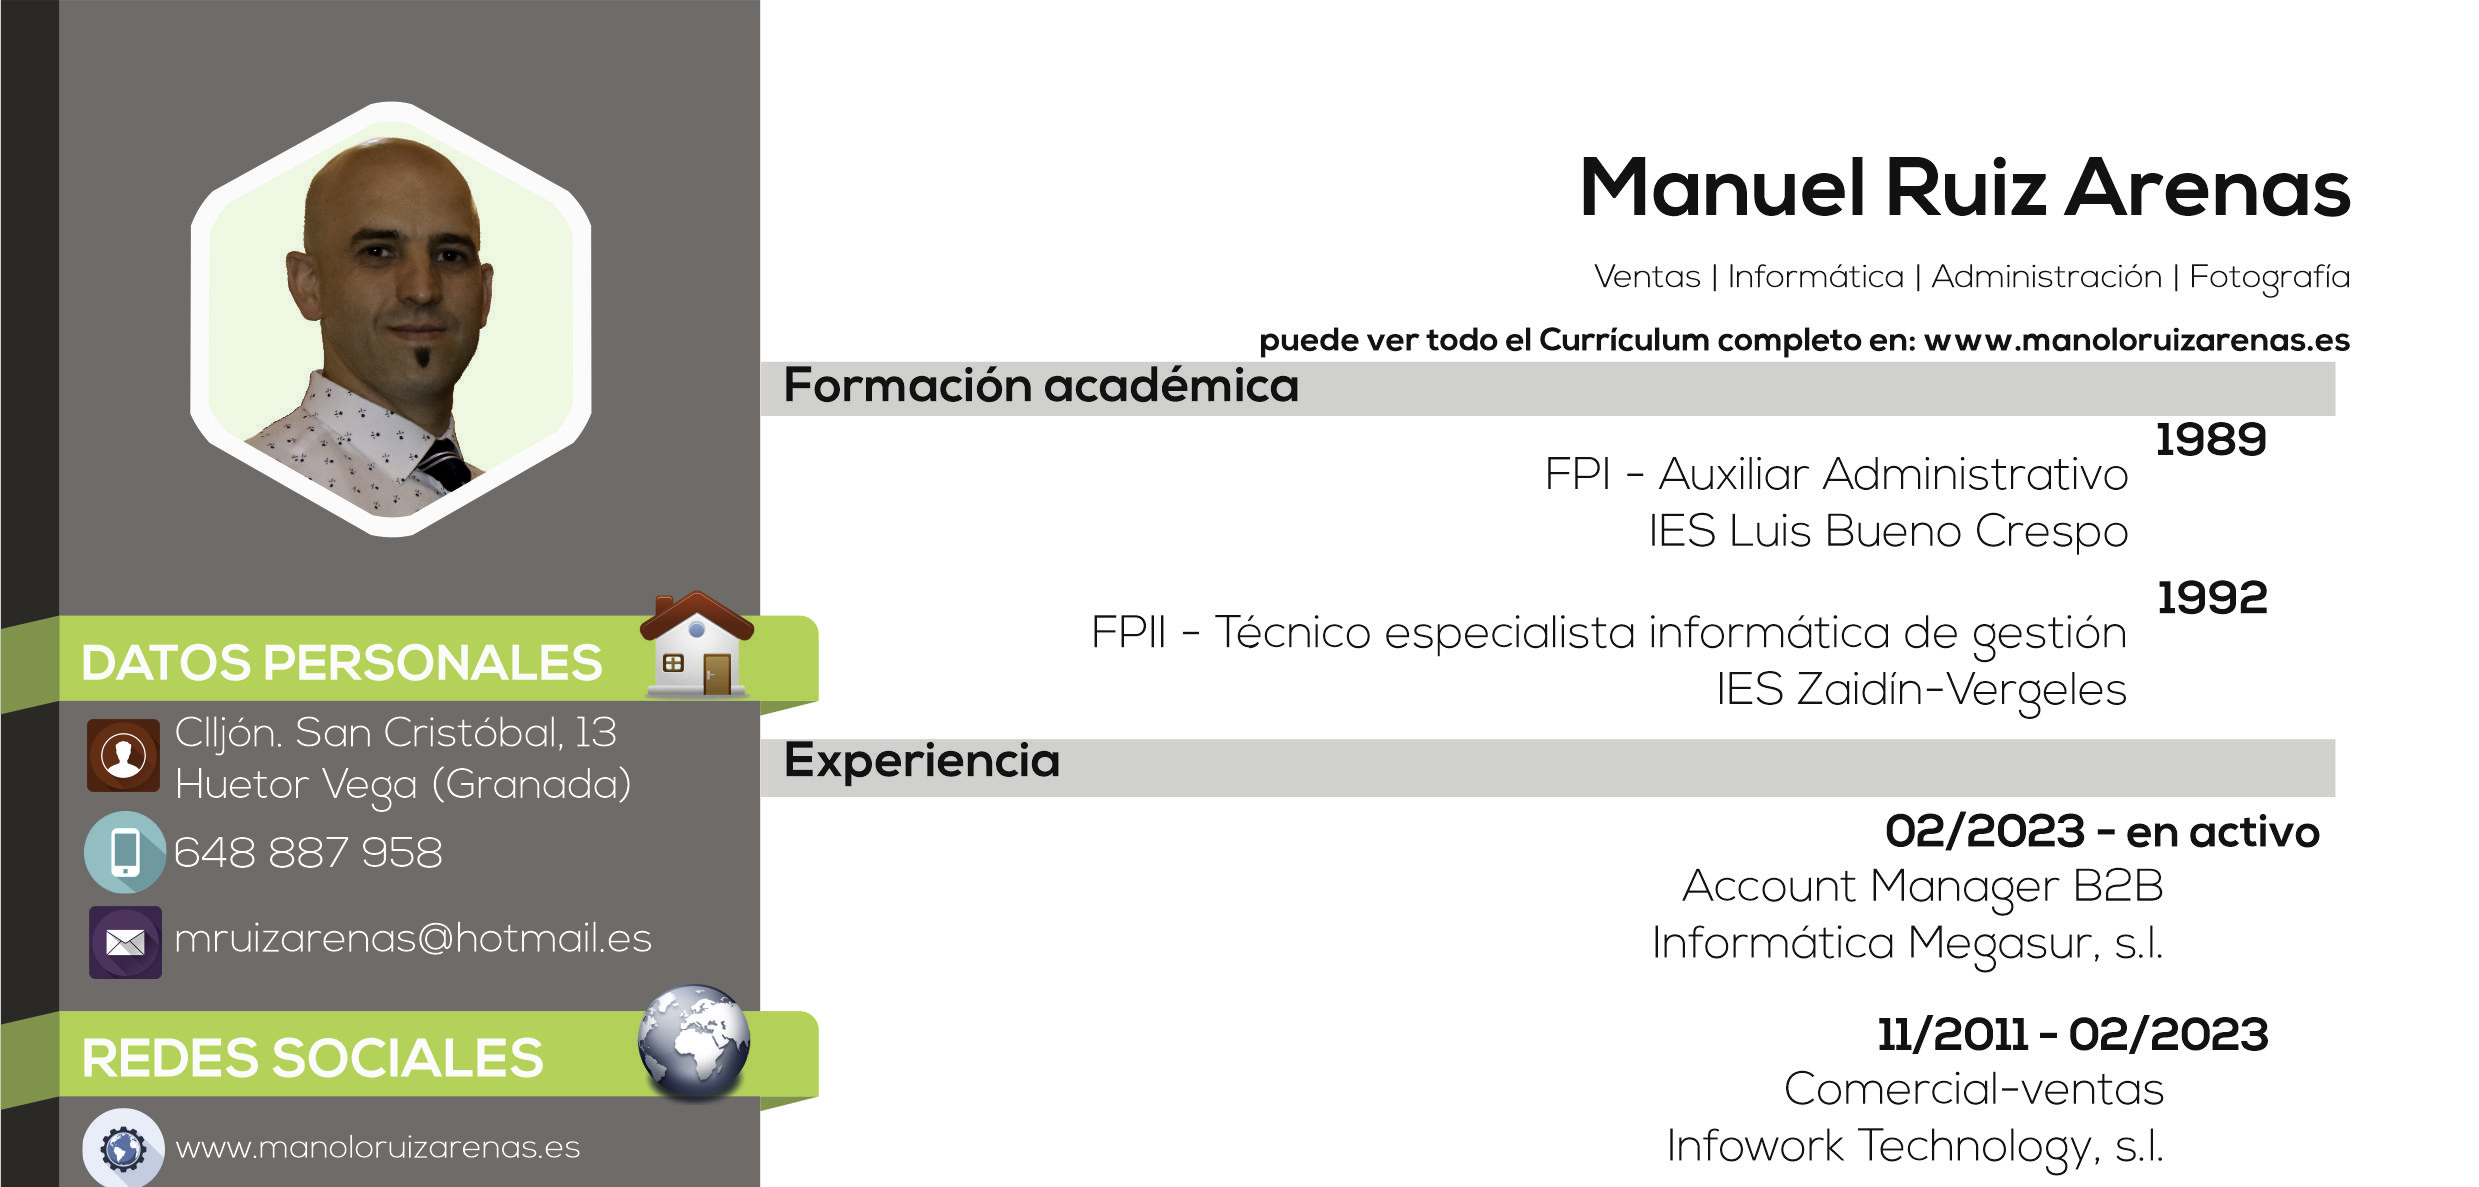 Manuel Ruiz Arenas
Ventas | Informática | Administración | Fotografía
puede ver todo el Currículum completo en: www.manoloruizarenas.es
Formación académica
1989
FPI - Auxiliar Administrativo
IES Luis Bueno Crespo
1992
FPII - Técnico especialista informática de gestión
IES Zaidín-Vergeles
Experiencia
02/2023 - en activo
Account Manager B2B
Informática Megasur, s.l.
11/2011 - 02/2023
Comercial-ventas
Infowork Technology, s.l.
DATOS PERSONALES
Clljón. San Cristóbal, 13
Huetor Vega (Granada)
648 887 958
mruizarenas@hotmail.es
REDES SOCIALES
www.manoloruizarenas.es